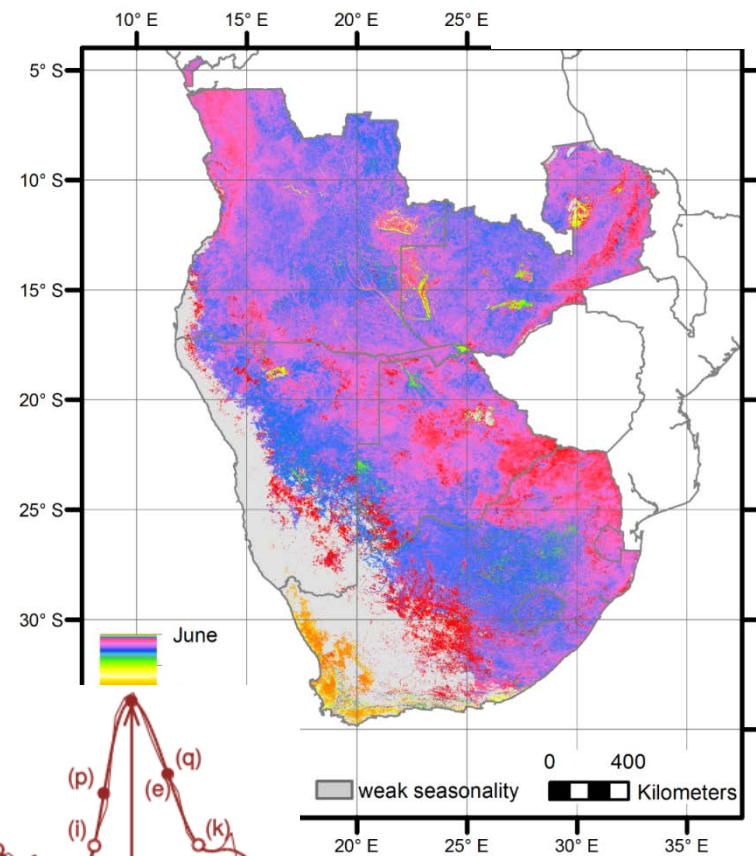 10° E 15° E 20° E 25° E
5° S
10° S
15° S
20° S
25° S
30° S
June
(p)
(q)
(e)
(i)
(k)
weak seasonality
0 400
Kilometers
20° E 25° E 30° E 35° E